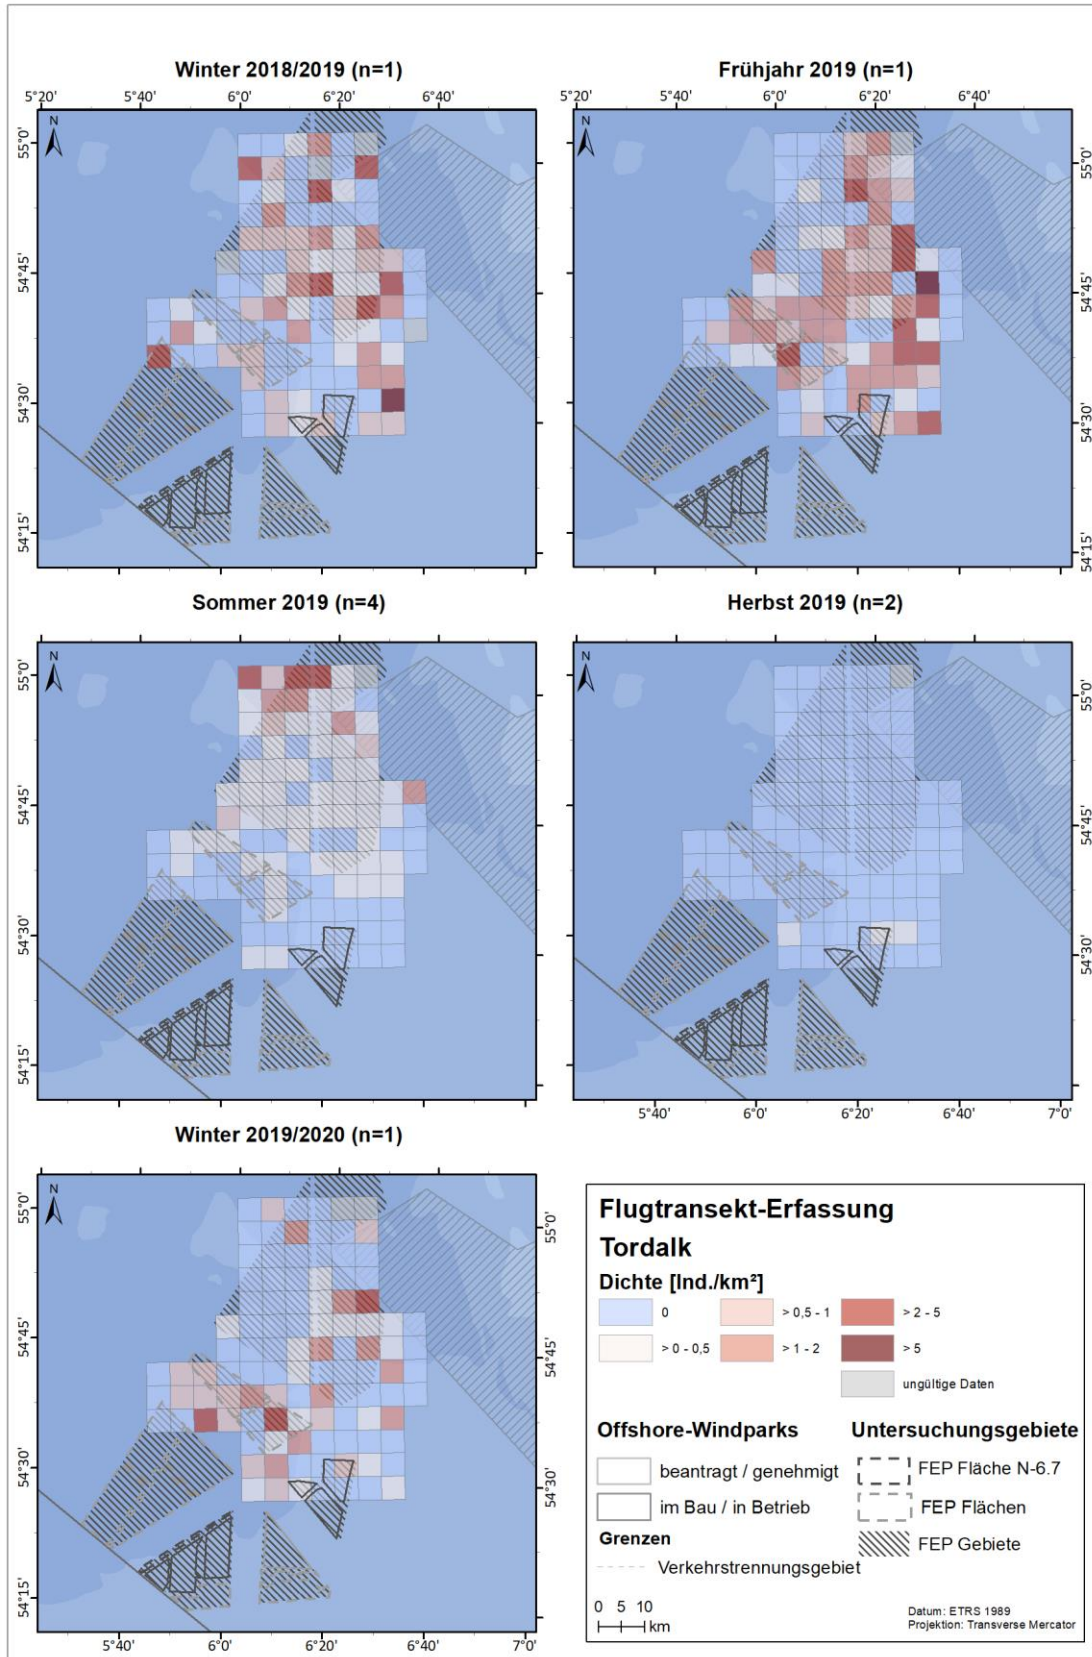 Winter 2018/2019 (n=1)
5°20' 5°40' 6°0' 6°20' 6°40'
N
55°0'
54°45'
54°30'
54°15'
Frühjahr 2019 (n=1)
5°20' 5°40' 6°0' 6°20' 6°40'
N
55°0'
54°45'
54°30'
54°15'
Sommer 2019 (n=4)
N
55°0'
54°45'
54°30'
54°15'
Herbst 2019 (n=2)
N
55°0'
54°45'
54°30'
5°40' 6°0' 6°20' 6°40' 7°0'
Winter 2019/2020 (n=1)
N
55°0'
54°45'
54°30'
54°15'
55°0'
54°45'
54°30'
5°40' 6°0' 6°20' 6°40' 7°0'
Flugtransekt-Erfassung
Tordalk
Dichte [Ind./km²]
0 > 0,5 - 1 > 2 - 5
> 0 - 0,5 > 1 - 2 > 5
ungültige Daten
Offshore-Windparks
beantragt / genehmigt
im Bau / in Betrieb
Grenzen
Verkehrstrennungsgebiet
Untersuchungsgebiete
FEP Fläche N-6.7
FEP Flächen
FEP Gebiete
0 5 10
km
Datum: ETRS 1989
Projektion: Transverse Mercator